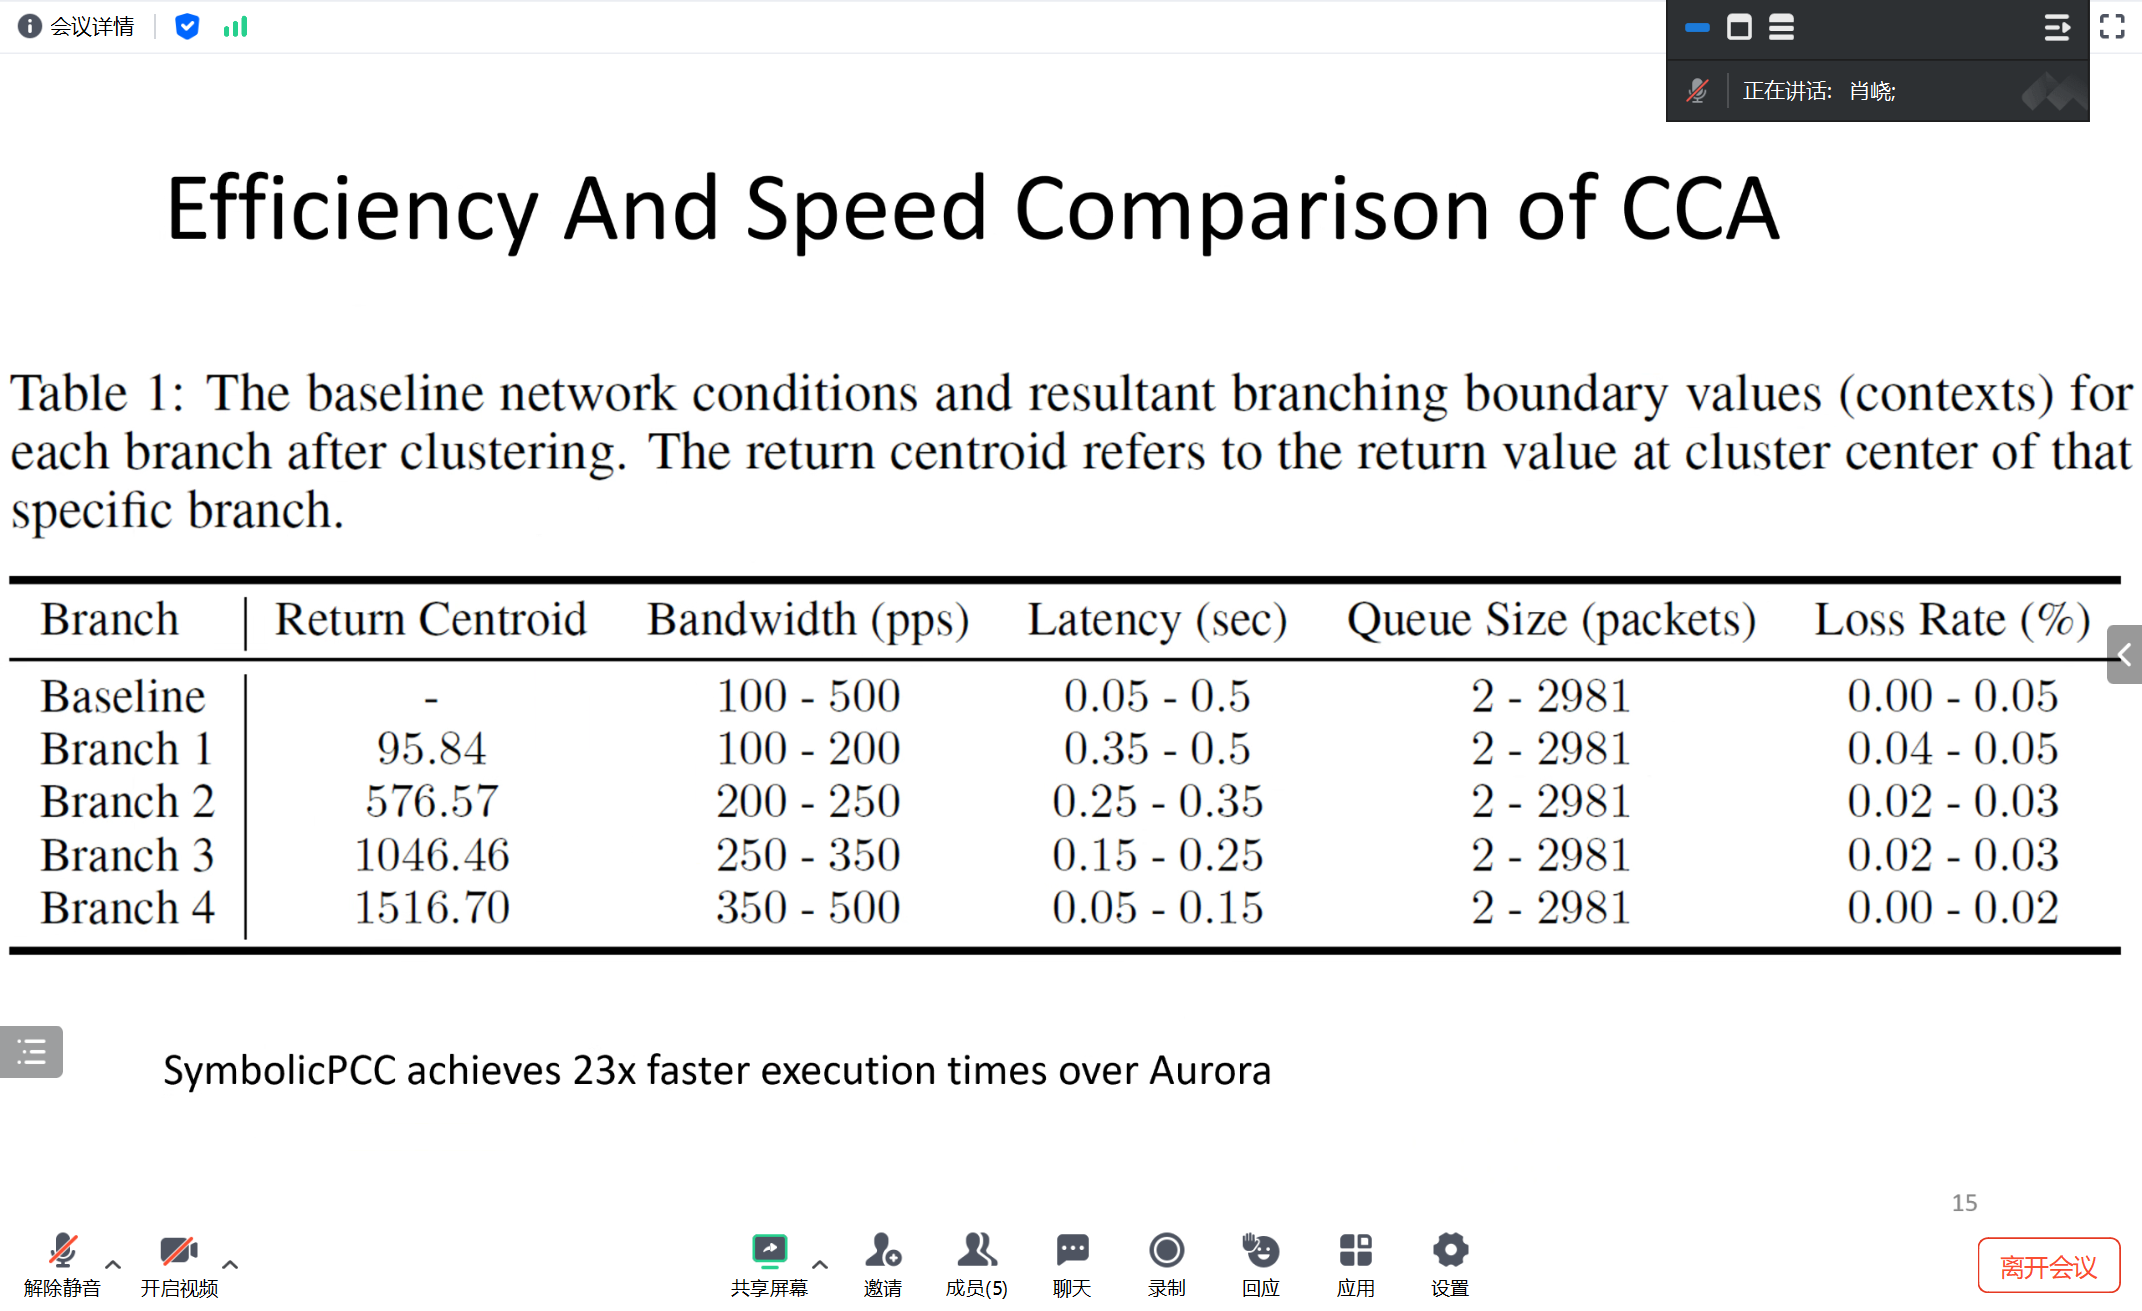 会议详情
正在讲话: 肖峣;
Efficiency And Speed Comparison of CCA
Table 1: The baseline network conditions and resultant branching boundary values (contexts) for
each branch after clustering. The return centroid refers to the return value at cluster center of that
specific branch.
Branch Return Centroid Bandwidth (pps) Latency (sec) Queue Size (packets) Loss Rate (%)
Baseline - 100 - 500 0.05 - 0.5 2 - 2981 0.00 - 0.05
Branch 1 95.84 100 - 200 0.35 - 0.5 2 - 2981 0.04 - 0.05
Branch 2 576.57 200 - 250 0.25 - 0.35 2 - 2981 0.02 - 0.03
Branch 3 1046.46 250 - 350 0.15 - 0.25 2 - 2981 0.02 - 0.03
Branch 4 1516.70 350 - 500 0.05 - 0.15 2 - 2981 0.00 - 0.02
SymbolicPCC achieves 23x faster execution times over Aurora
15
解除静音 开启视频 共享屏幕 邀请 成员(5) 聊天 录制 回应 应用 设置 离开会议